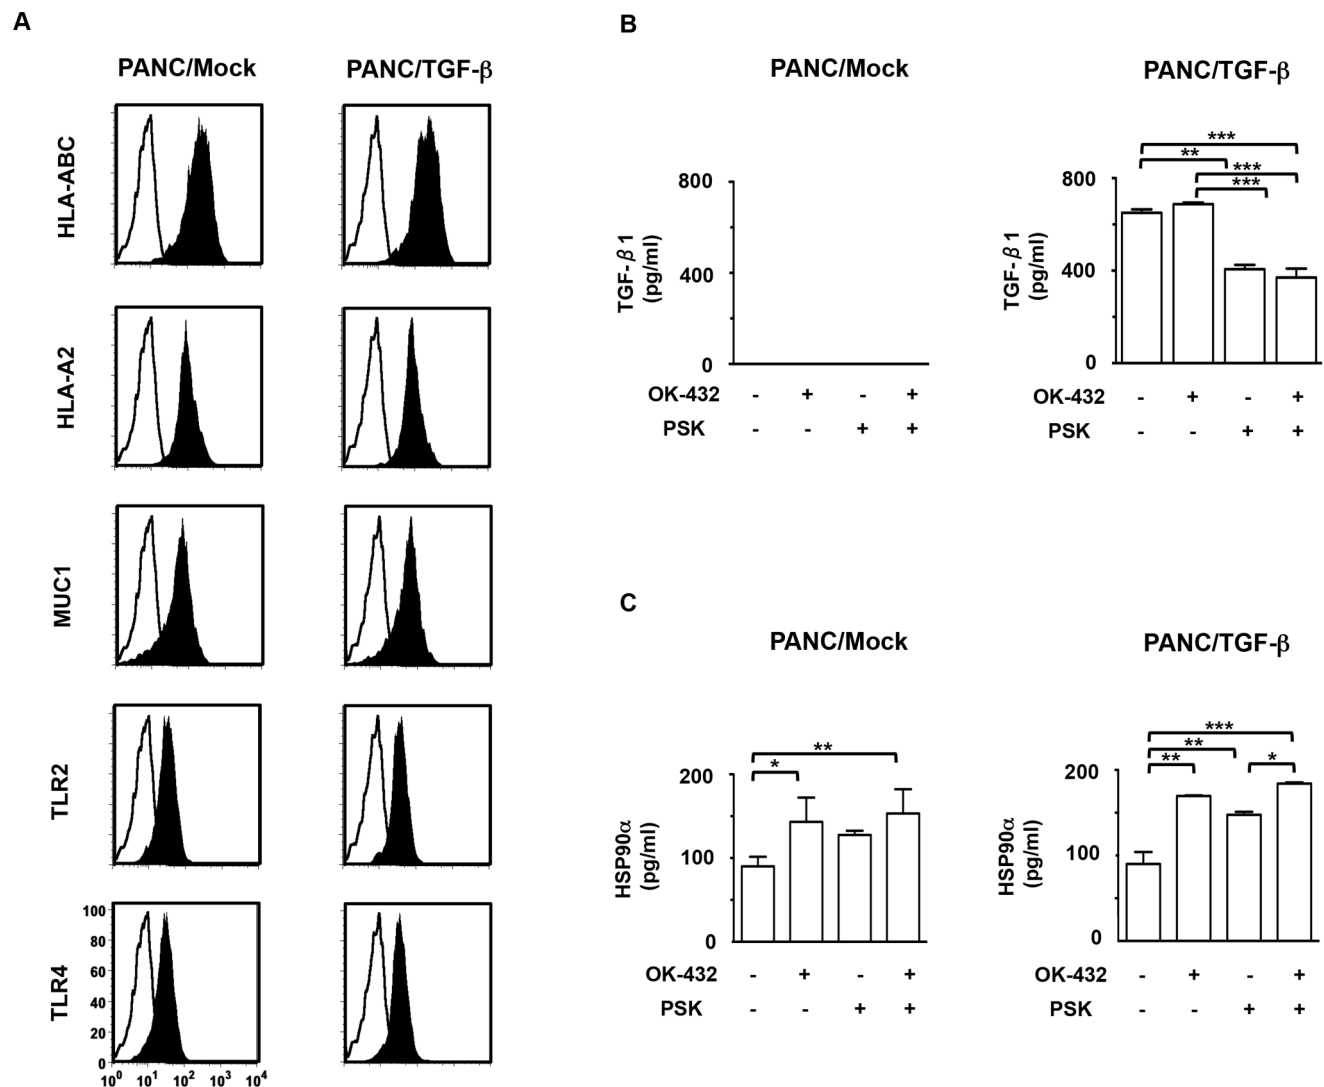 A
PANC/Mock PANC/TGF-β
HLA-ABC
HLA-A2
MUC1
TLR2
TLR4
100
80
60
40
20
0
10⁰ 10¹ 10² 10³ 10⁴
B
PANC/Mock PANC/TGF-β
TGF-β1
(pg/ml)
800
400
0
OK-432 - + - +
PSK - - + +
TGF-β1
(pg/ml)
***
**
***
***
800
400
0
OK-432 - + - +
PSK - - + +
C
PANC/Mock PANC/TGF-β
HSP90α
(pg/ml)
**
*
200
100
0
OK-432 - + - +
PSK - - + +
HSP90α
(pg/ml)
***
**
** *
200
100
0
OK-432 - + - +
PSK - - + +